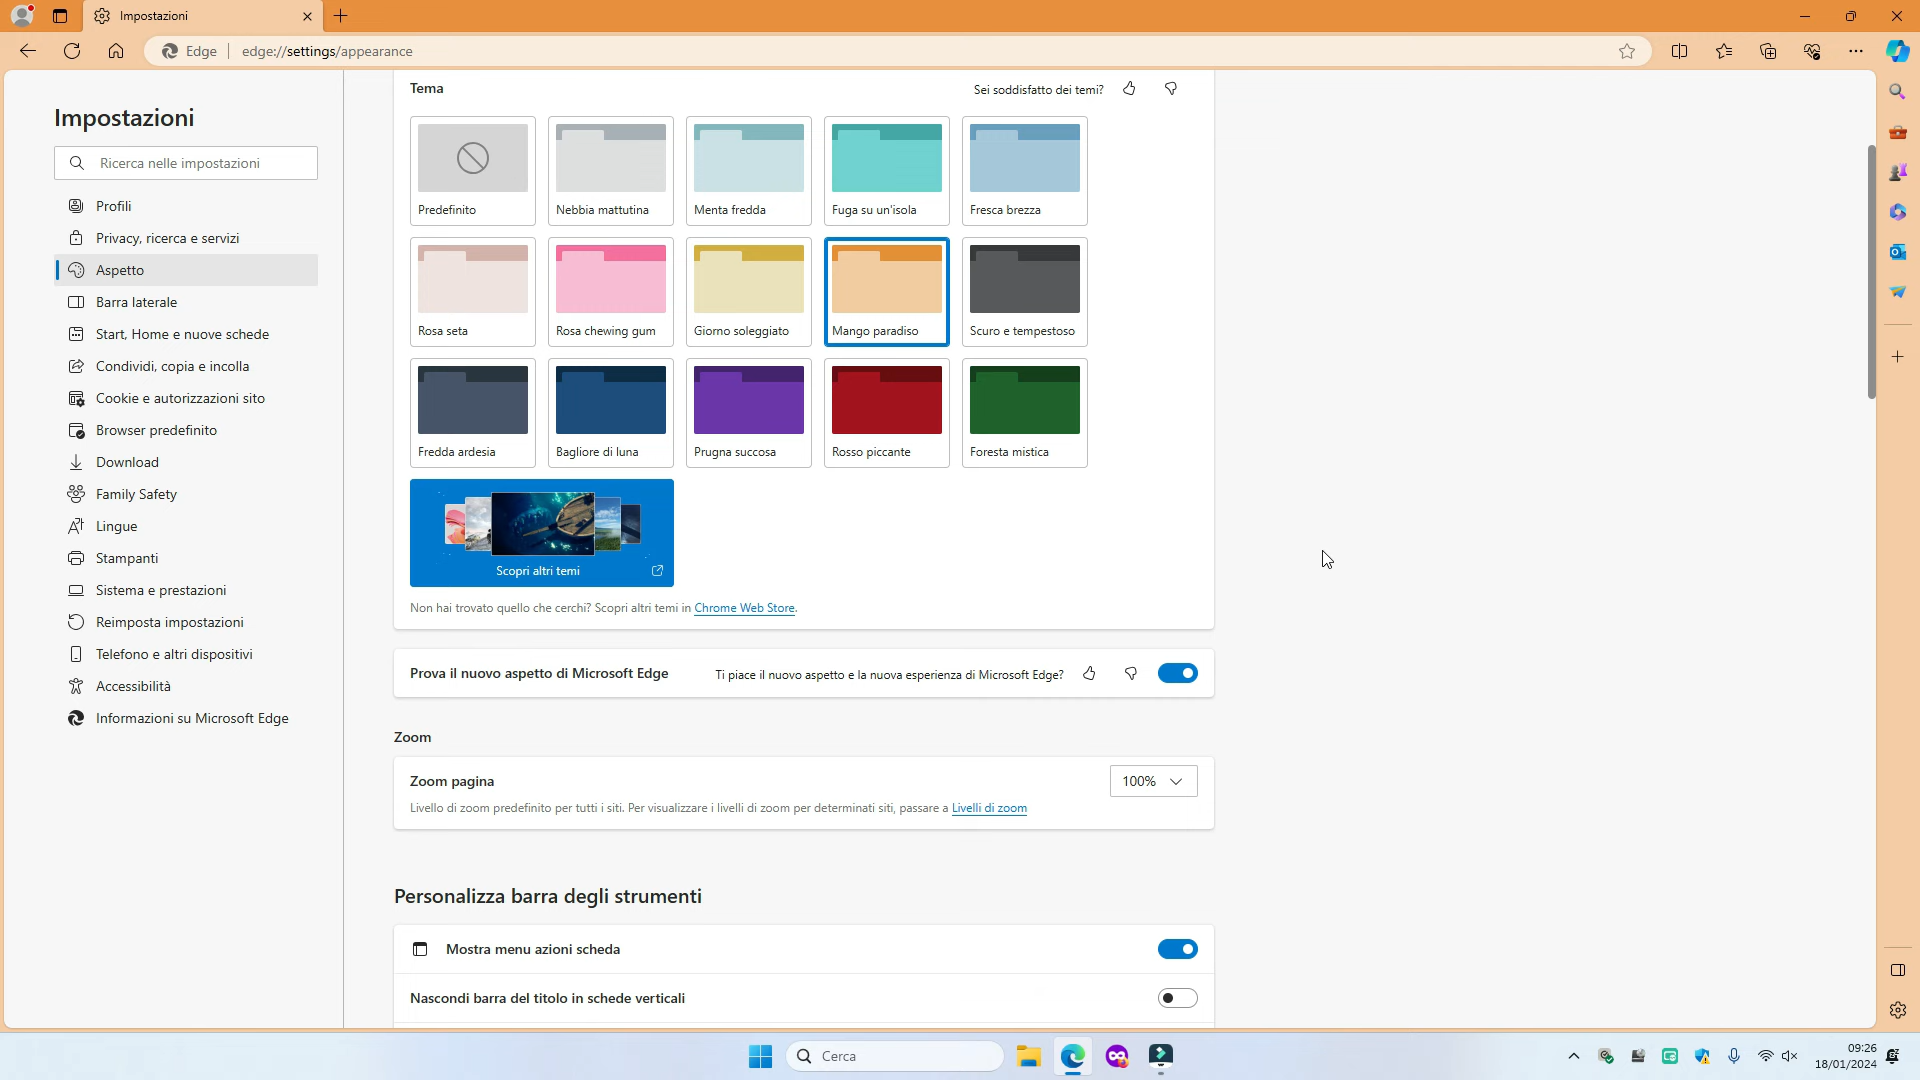 Impostazioni
Edge
edge://settings/appearance
Impostazioni
Ricerca nelle impostazioni
Profili
Privacy, ricerca e servizi
Aspetto
Barra laterale
Start, Home e nuove schede
Condividi, copia e incolla
Cookie e autorizzazioni sito
Browser predefinito
Download
Family Safety
Lingue
Stampanti
Sistema e prestazioni
Reimposta impostazioni
Telefono e altri dispositivi
Accessibilità
Informazioni su Microsoft Edge
Tema
Sei soddisfatto dei temi?
Predefinito
Nebbia mattutina
Menta fredda
Fuga su un'isola
Fresca brezza
Rosa seta
Rosa chewing gum
Giorno soleggiato
Mango paradiso
Scuro e tempestoso
Fredda ardesia
Bagliore di luna
Prugna succosa
Rosso piccante
Foresta mistica
Scopri altri temi
Non hai trovato quello che cerchi? Scopri altri temi in Chrome Web Store.
Prova il nuovo aspetto di Microsoft Edge
Ti piace il nuovo aspetto e la nuova esperienza di Microsoft Edge?
Zoom
Zoom pagina
100%
Livello di zoom predefinito per tutti i siti. Per visualizzare i livelli di zoom per determinati siti, passare a Livelli di zoom
Personalizza barra degli strumenti
Mostra menu azioni scheda
Nascondi barra del titolo in schede verticali
Cerca
09:26
18/01/2024